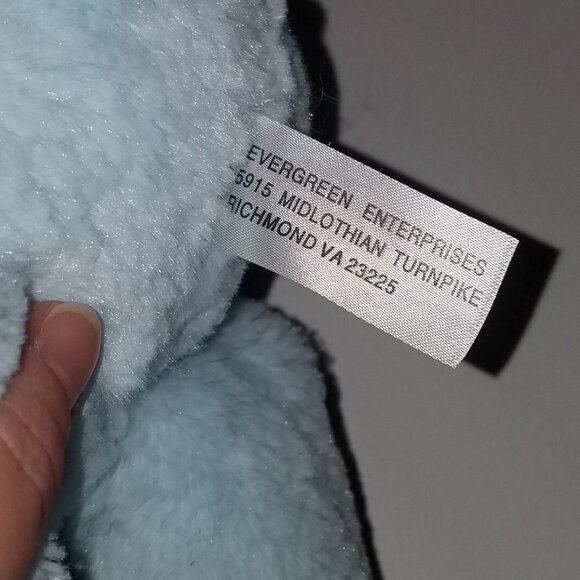 EVERGREEN ENTERPRISES
5915 MIDLOTHIAN TURNPIKE
RICHMOND VA 23225